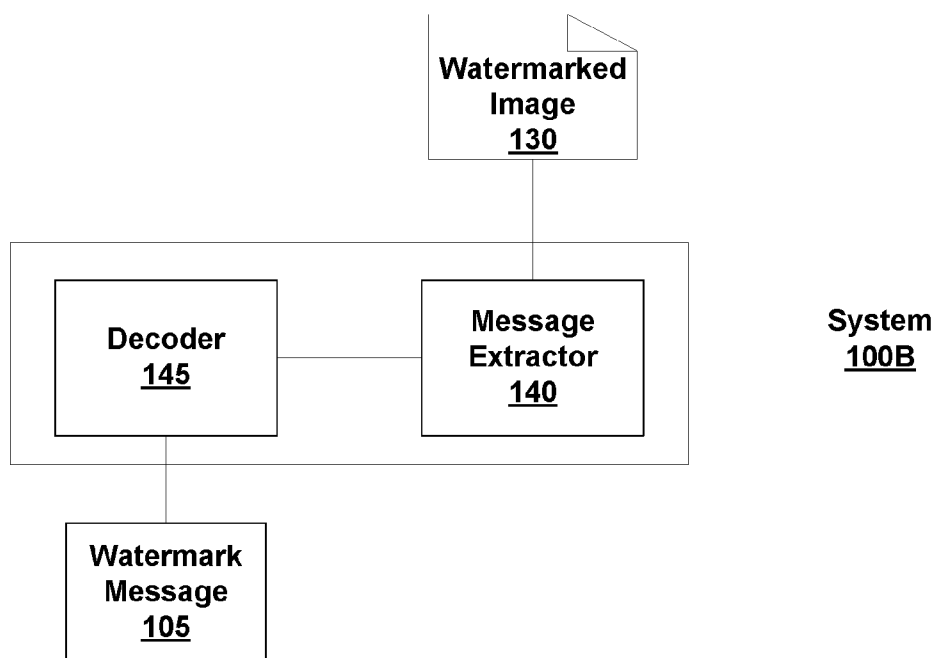 Watermarked
Image
130
Decoder
145
Message
Extractor
140
System
100B
Watermark
Message
105